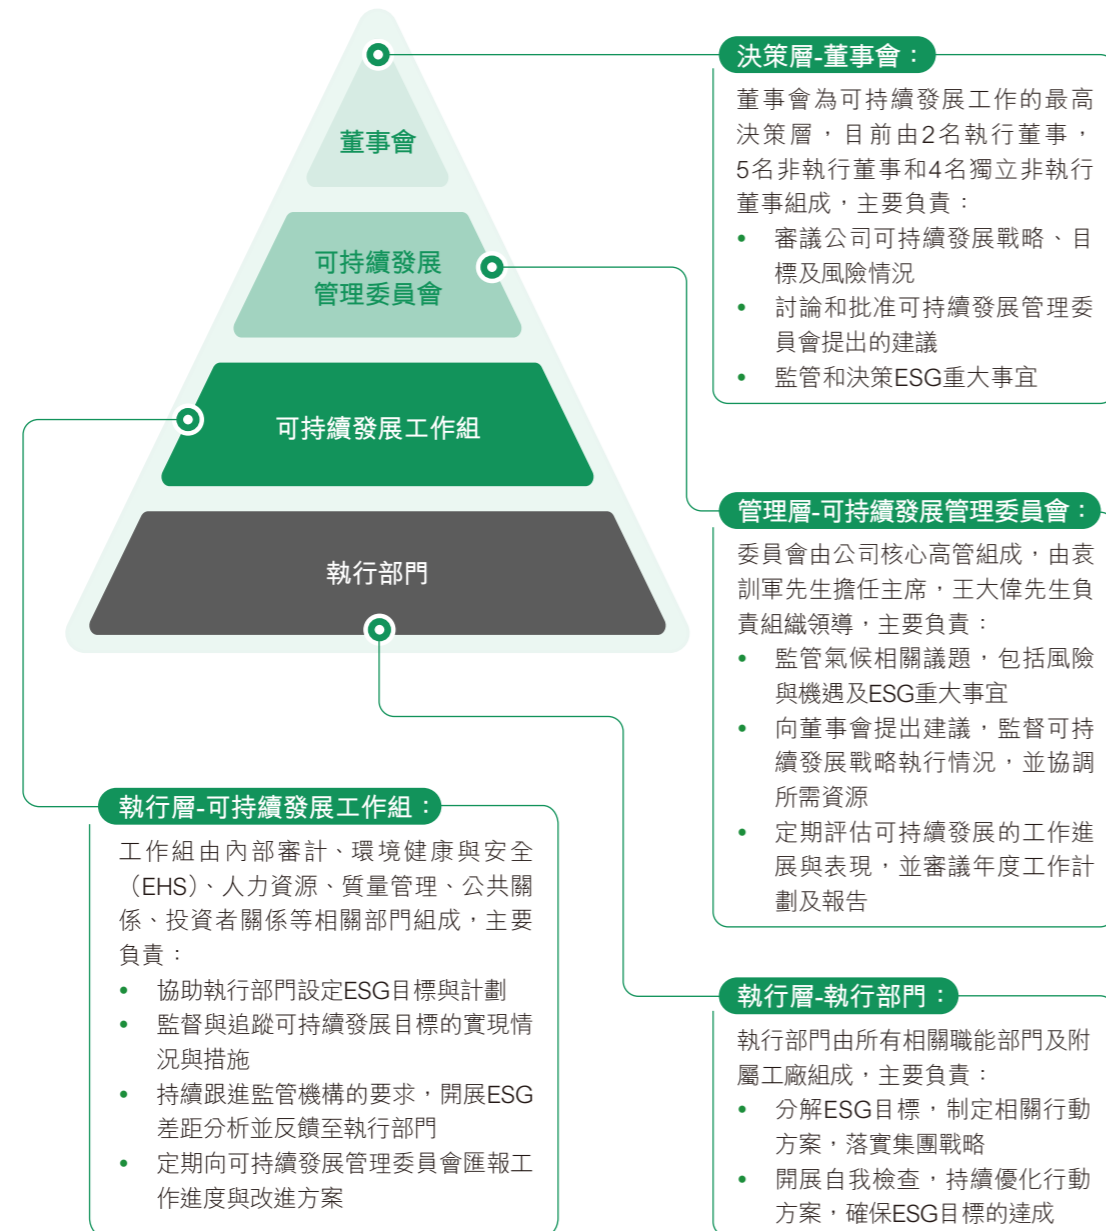 董事會
可持續發展
管理委員會
可持續發展工作組
執行部門
決策層-董事會：
董事會為可持續發展工作的最高
決策層，目前由2名執行董事，
5名非執行董事和4名獨立非執行
董事組成，主要負責：
• 審議公司可持續發展戰略、目
標及風險情況
• 討論和批准可持續發展管理委
員會提出的建議
• 監管和決策ESG重大事宜
管理層-可持續發展管理委員會：
委員會由公司核心高管組成，由袁
訓軍先生擔任主席，王大偉先生負
責組織領導，主要負責：
• 監管氣候相關議題，包括風險
與機遇及ESG重大事宜
• 向董事會提出建議，監督可持
續發展戰略執行情況，並協調
所需資源
• 定期評估可持續發展的工作進
展與表現，並審議年度工作計
劃及報告
執行層-可持續發展工作組：
工作組由內部審計、環境健康與安全
（EHS）、人力資源、質量管理、公共關
係、投資者關係等相關部門組成，主要
負責：
• 協助執行部門設定ESG目標與計劃
• 監督與追蹤可持續發展目標的實現情
況與措施
• 持續跟進監管機構的要求，開展ESG
差距分析並反饋至執行部門
• 定期向可持續發展管理委員會匯報工
作進度與改進方案
執行層-執行部門：
執行部門由所有相關職能部門及附
屬工廠組成，主要負責：
• 分解ESG目標，制定相關行動
方案，落實集團戰略
• 開展自我檢查，持續優化行動
方案，確保ESG目標的達成